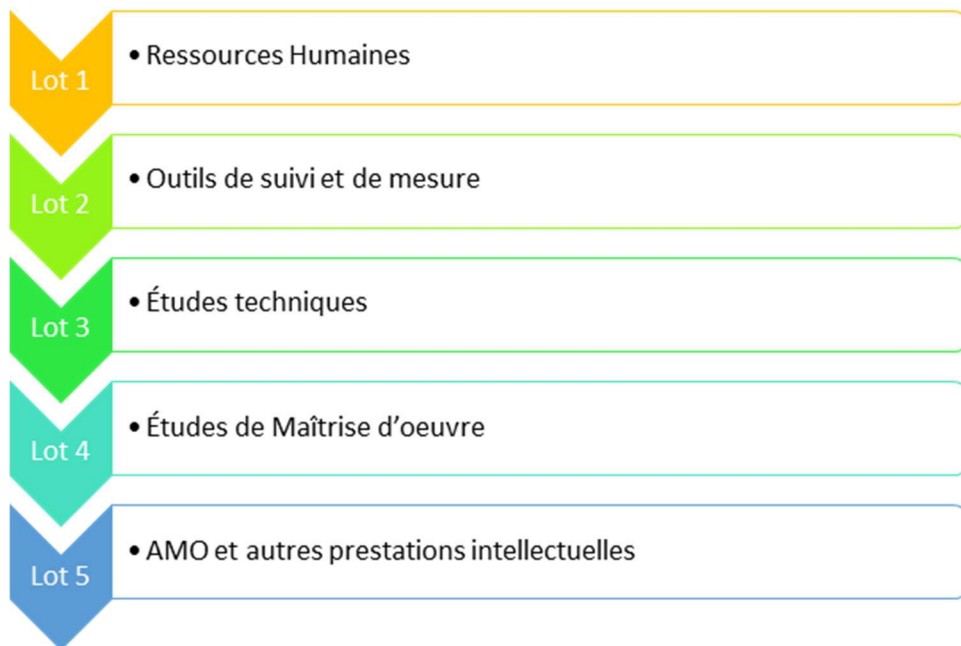 Lot 1
• Ressources Humaines
Lot 2
• Outils de suivi et de mesure
Lot 3
• Études techniques
Lot 4
• Études de Maîtrise d’oeuvre
Lot 5
• AMO et autres prestations intellectuelles